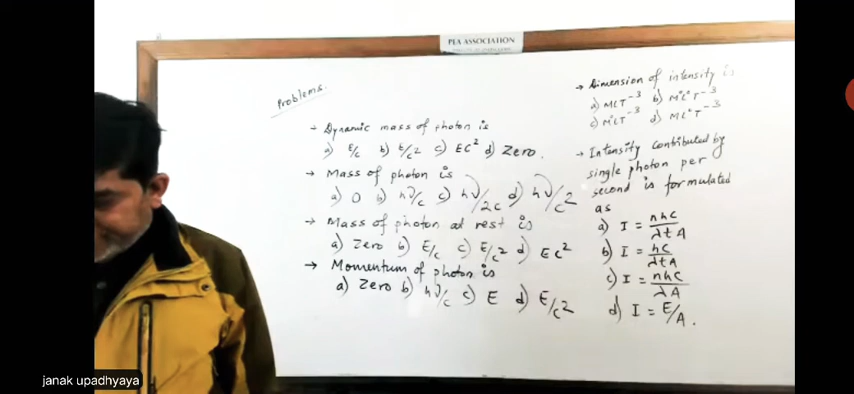 PEA ASSOCIATION
Problems.
→ Dynamic mass of photon is
a) E/c b) E/c² c) EC² d) Zero.
→ Mass of photon is
a) 0 b) hν/c c) hν/2c d) hν/c²
→ Mass of photon at rest is
a) Zero b) E/c c) E/c² d) EC²
→ Momentum of photon is
a) Zero b) hν/c c) E d) E/c²
→ Dimension of intensity is
a) MLT⁻³ b) M°L°T⁻³
c) M°LT⁻³ d) ML°T⁻³
→ Intensity contributed by
single photon per
second is formulated
as
a) I = nhc/λtA
b) I = hc/λtA
c) I = nhc/λA
d) I = E/A.
janak upadhyaya